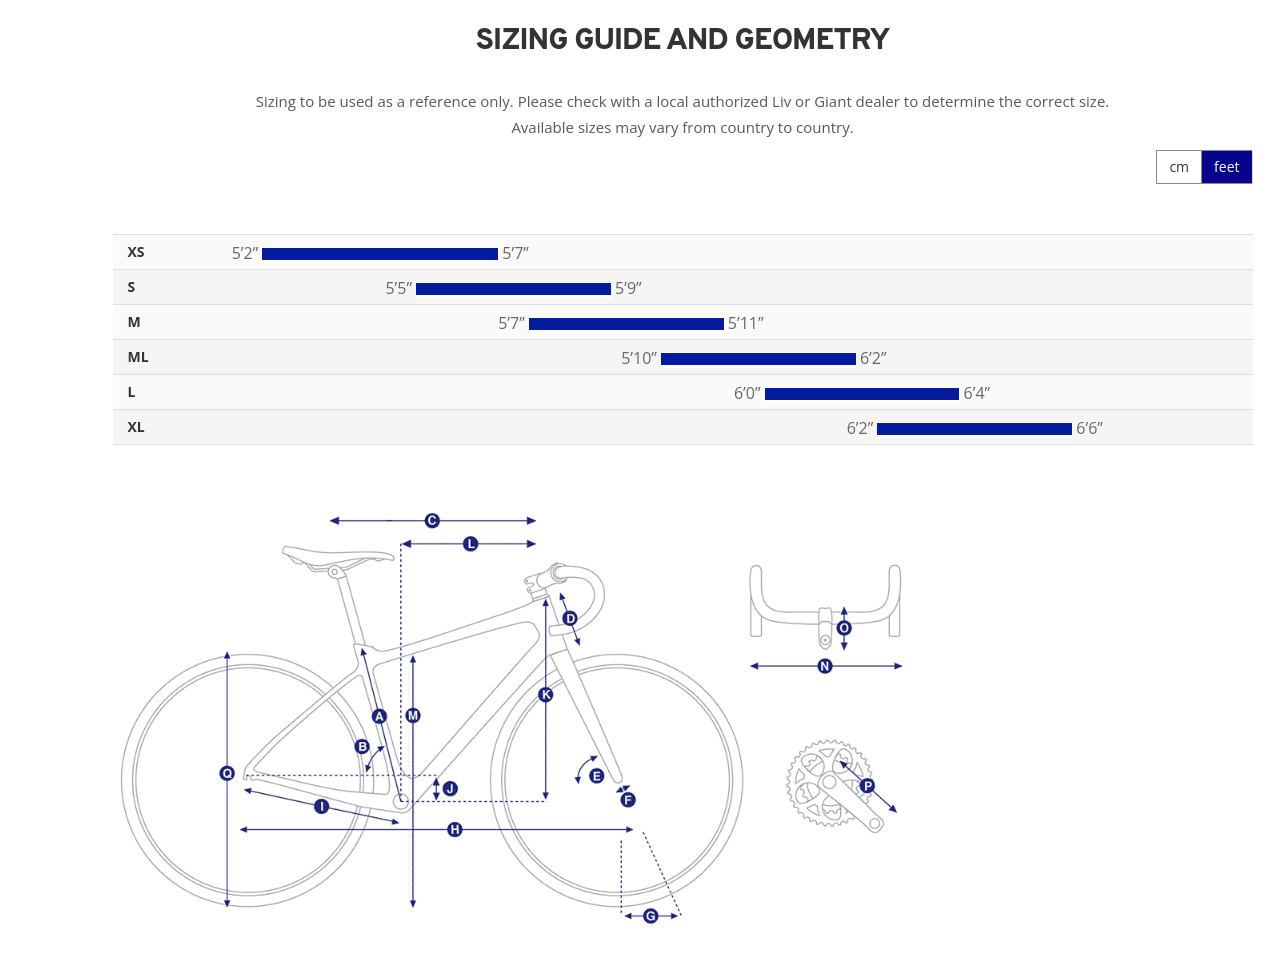 SIZING GUIDE AND GEOMETRY
Sizing to be used as a reference only. Please check with a local authorized Liv or Giant dealer to determine the correct size.
Available sizes may vary from country to country.
cm feet
XS 5’2” 5’7”
S 5’5” 5’9”
M 5’7” 5’11”
ML 5’10” 6’2”
L 6’0” 6’4”
XL 6’2” 6’6”
C
L
D
O
N
K
A
M
B
Q
E
J
P
F
I
H
G